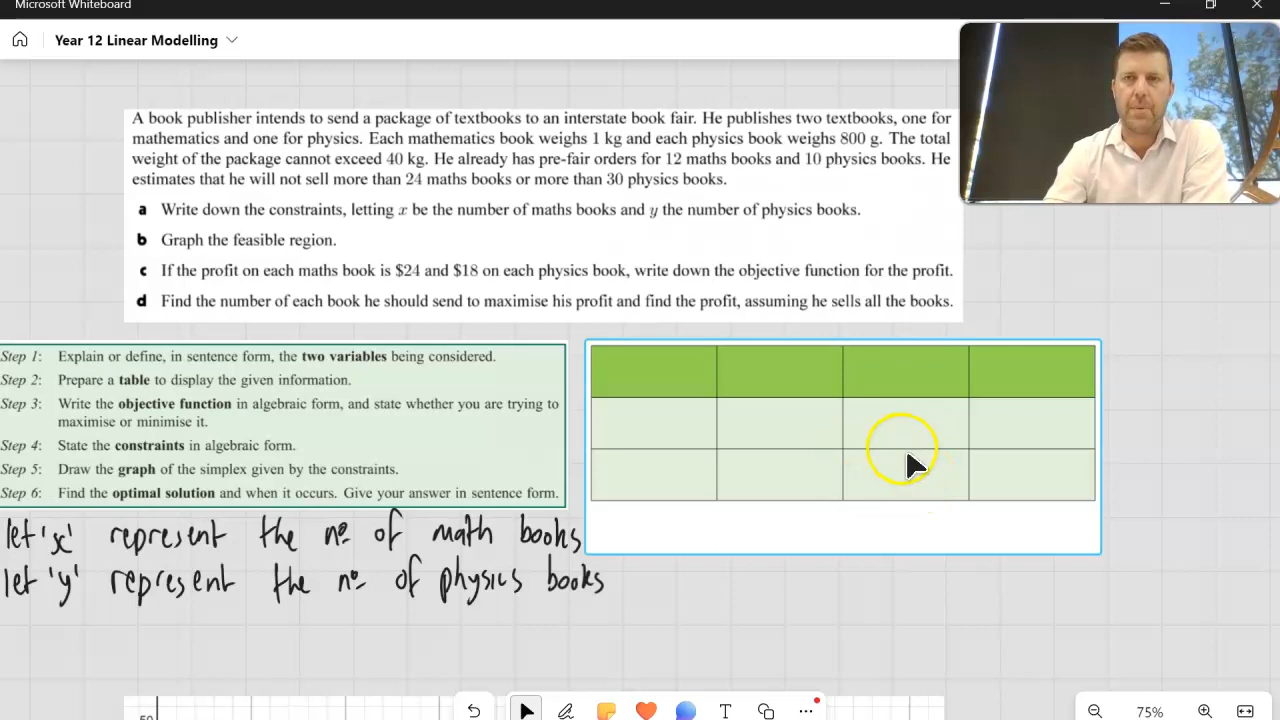 Microsoft Whiteboard
Year 12 Linear Modelling
A book publisher intends to send a package of textbooks to an interstate book fair. He publishes two textbooks, one for
mathematics and one for physics. Each mathematics book weighs 1 kg and each physics book weighs 800 g. The total
weight of the package cannot exceed 40 kg. He already has pre-fair orders for 12 maths books and 10 physics books. He
estimates that he will not sell more than 24 maths books or more than 30 physics books.
a Write down the constraints, letting x be the number of maths books and y the number of physics books.
b Graph the feasible region.
c If the profit on each maths book is $24 and $18 on each physics book, write down the objective function for the profit.
d Find the number of each book he should send to maximise his profit and find the profit, assuming he sells all the books.
Step 1: Explain or define, in sentence form, the two variables being considered.
Step 2: Prepare a table to display the given information.
Step 3: Write the objective function in algebraic form, and state whether you are trying to
maximise or minimise it.
Step 4: State the constraints in algebraic form.
Step 5: Draw the graph of the simplex given by the constraints.
Step 6: Find the optimal solution and when it occurs. Give your answer in sentence form.
let 'x' represent the nº of math books
let 'y' represent the nº of physics books
50
T
75%